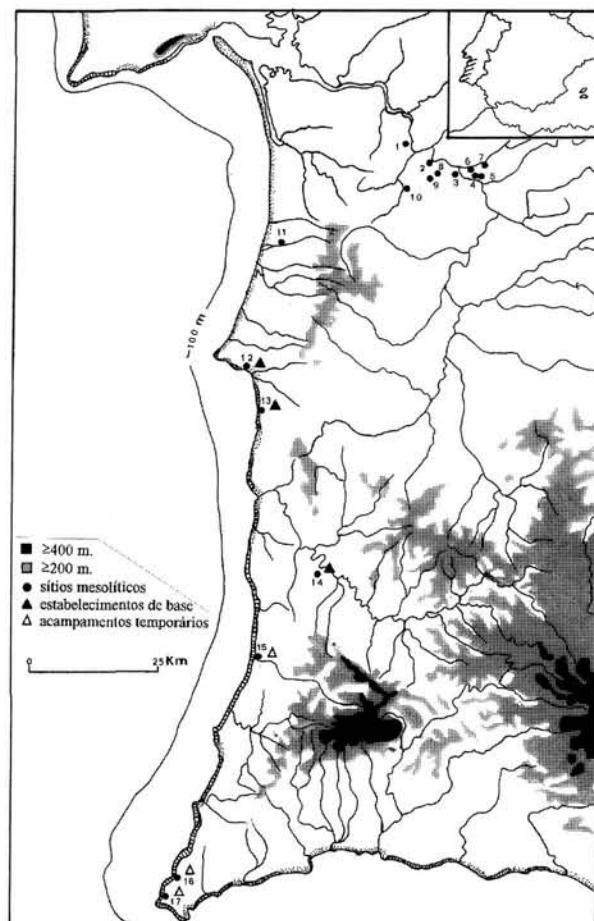 1
2
8
6
7
3
4
5
9
10
11
–100 m
12
13
≥400 m.
≥200 m.
sítios mesolíticos
estabelecimentos de base
acampamentos temporários
0 25 Km
14
15
16
17